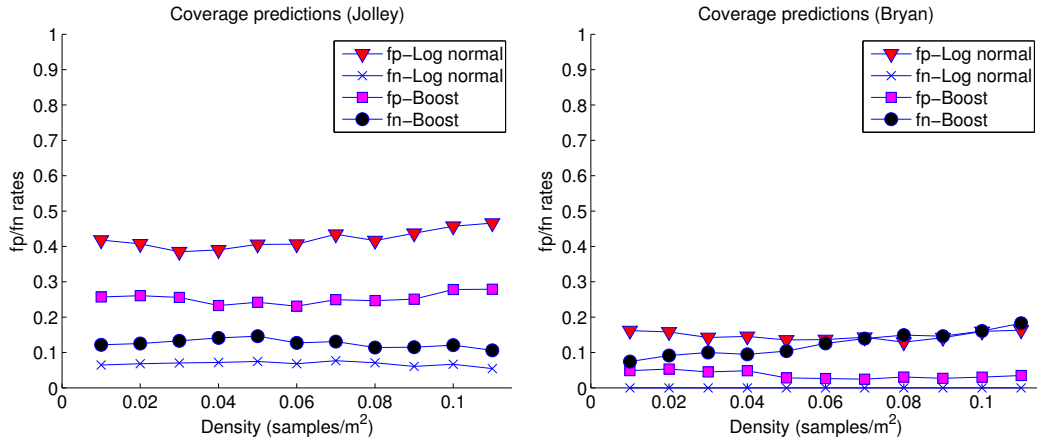 Coverage predictions (Jolley)
1
0.9
0.8
0.7
0.6
0.5
0.4
0.3
0.2
0.1
0
fp/fn rates
fp−Log normal
fn−Log normal
fp−Boost
fn−Boost
0
0.02
0.04
0.06
0.08
0.1
Density (samples/m²)
Coverage predictions (Bryan)
1
0.9
0.8
0.7
0.6
0.5
0.4
0.3
0.2
0.1
0
fp/fn rates
fp−Log normal
fn−Log normal
fp−Boost
fn−Boost
0
0.02
0.04
0.06
0.08
0.1
Density (samples/m²)